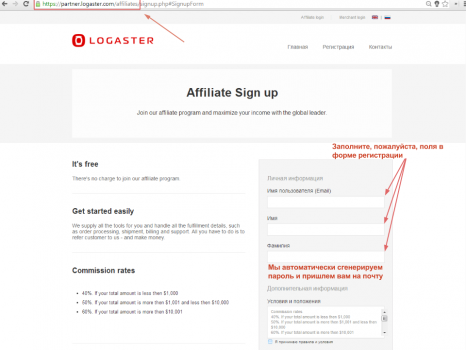 https://partner.logaster.com/affiliates/signup.php#SignupForm
Affiliate login
Merchant login
LOGASTER
Главная
Регистрация
Контакты
Affiliate Sign up
Join our affiliate program and maximize your income with the global leader.
Заполните, пожалуйста, поля в
форме регистрации
It's free
There's no charge to join our affiliate program
Get started easily
We supply all the tools for you and handle all the fulfillment details, such
as order processing, shipment, billing and support. All you have to do is
refer customer to us - and make money.
Commission rates
40%. If your total amount is less than $1,000
50%. If your total amount is more than $1,001 and less then $10,000
60%. If your total amount is more than $10,001
Личная информация
Имя пользователя (Email)
Имя
Фамилия
Мы автоматически сгенерируем
пароль и пришлем вам на почту
Дополнительная информация
Условия и положения
Commission rates
40%. If your total amount is less than $1,000
50%. If your total amount is more than $1,001 and less then
$10,000
60%. If your total amount is more than $10,001
Я принимаю правила и условия